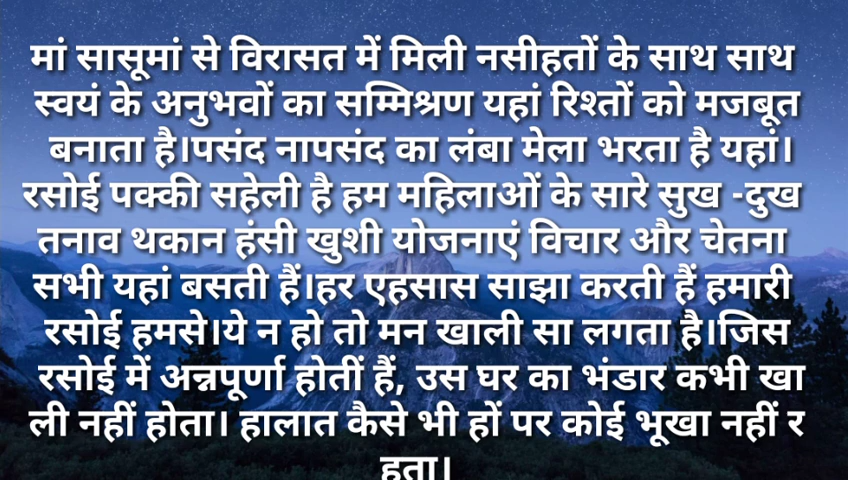 मां सासूमां से विरासत में मिली नसीहतों के साथ साथ
स्वयं के अनुभवों का सम्मिश्रण यहां रिश्तों को मजबूत
बनाता है।पसंद नापसंद का लंबा मेला भरता है यहां।
रसोई पक्की सहेली है हम महिलाओं के सारे सुख -दुख
तनाव थकान हंसी खुशी योजनाएं विचार और चेतना
सभी यहां बसती हैं।हर एहसास साझा करती हैं हमारी
रसोई हमसे।ये न हो तो मन खाली सा लगता है।जिस
रसोई में अन्नपूर्णा होतीं हैं, उस घर का भंडार कभी खा
ली नहीं होता। हालात कैसे भी हों पर कोई भूखा नहीं र
हता।